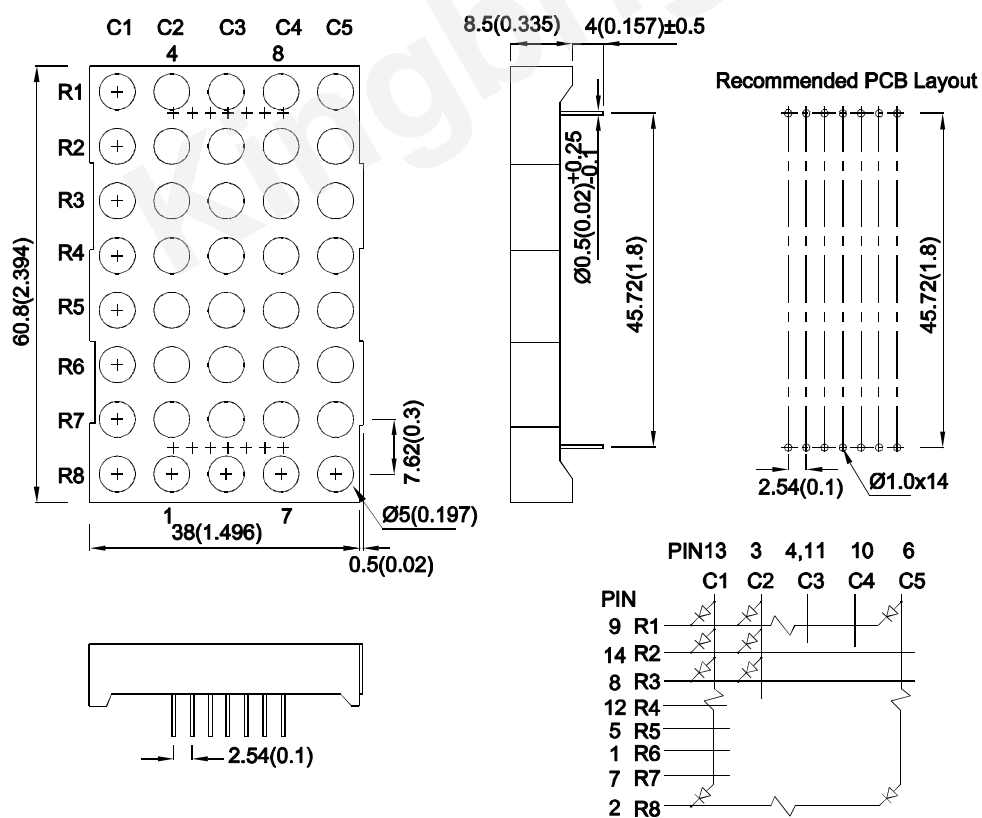 C1 C2 C3 C4 C5
4 8
R1
R2
R3
R4
R5
R6
R7
R8
1 7
60.8(2.394)
38(1.496)
0.5(0.02)
Ø5(0.197)
7.62(0.3)
8.5(0.335)
4(0.157)±0.5
Ø0.5(0.02)+0.25
-0.1
45.72(1.8)
Recommended PCB Layout
45.72(1.8)
2.54(0.1)
Ø1.0x14
2.54(0.1)
PIN13 3 4,11 10 6
C1 C2 C3 C4 C5
PIN
9 R1
14 R2
8 R3
12 R4
5 R5
1 R6
7 R7
2 R8